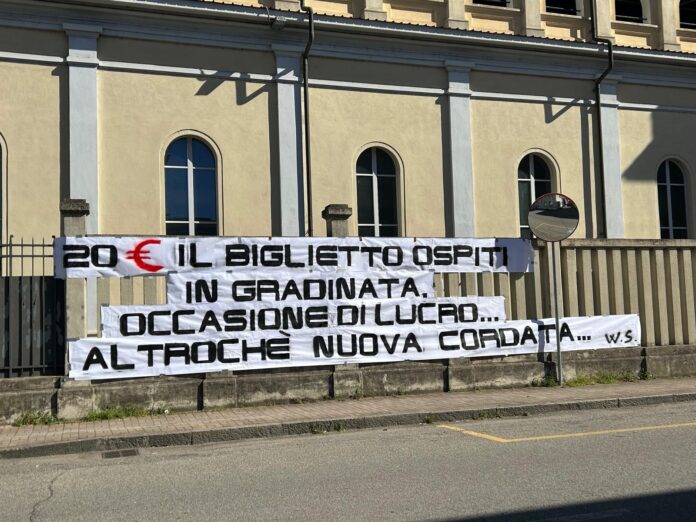 20 € IL BIGLIETTO OSPITI
IN GRADINATA.
OCCASIONE DI LUCRO...
ALTROCHÈ NUOVA CORDATA... W.S.